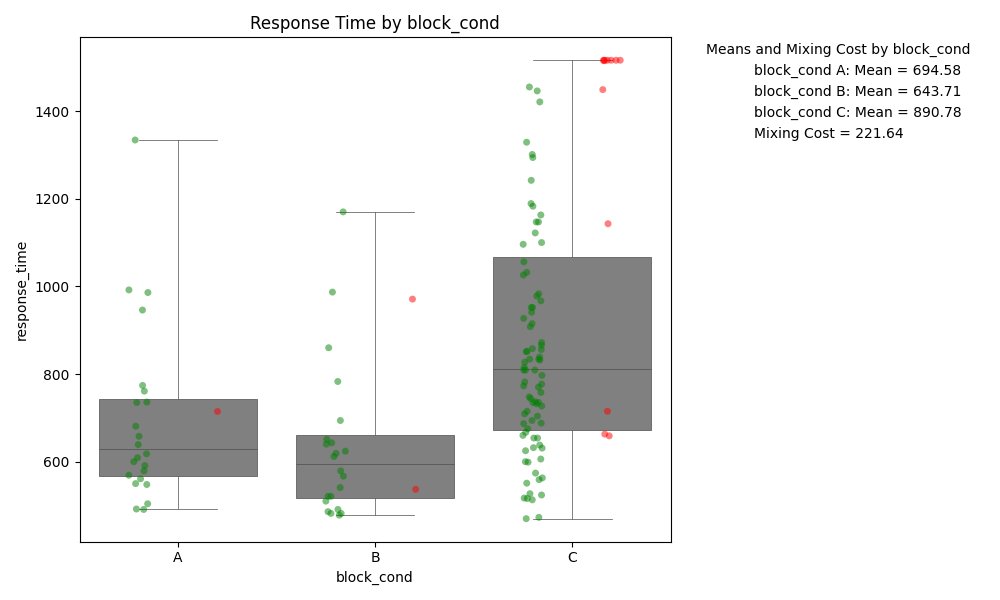 Response Time by block_cond
Means and Mixing Cost by block_cond
block_cond A: Mean = 694.58
block_cond B: Mean = 643.71
block_cond C: Mean = 890.78
Mixing Cost = 221.64
response_time
1400
1200
1000
800
600
A
B
C
block_cond